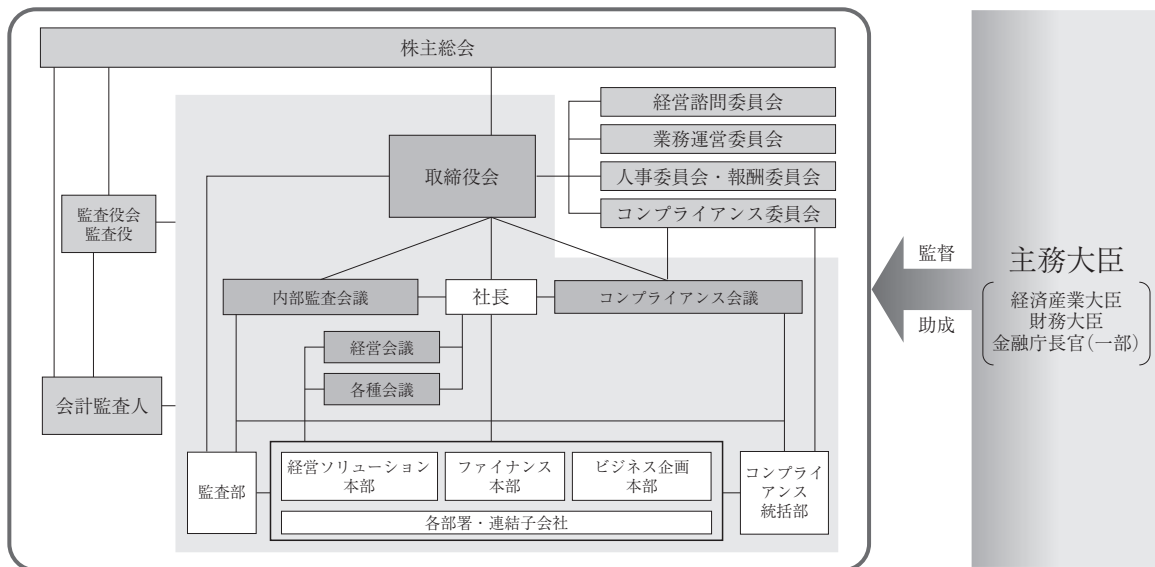 株主総会
経営諮問委員会
業務運営委員会
取締役会
人事委員会・報酬委員会
コンプライアンス委員会
監査役会
監査役
内部監査会議
社長
コンプライアンス会議
経営会議
各種会議
会計監査人
監査部
経営ソリューション
本部
ファイナンス
本部
ビジネス企画
本部
コンプライ
アンス
統括部
各部署・連結子会社
監督
助成
主務大臣
経済産業大臣
財務大臣
金融庁長官(一部)